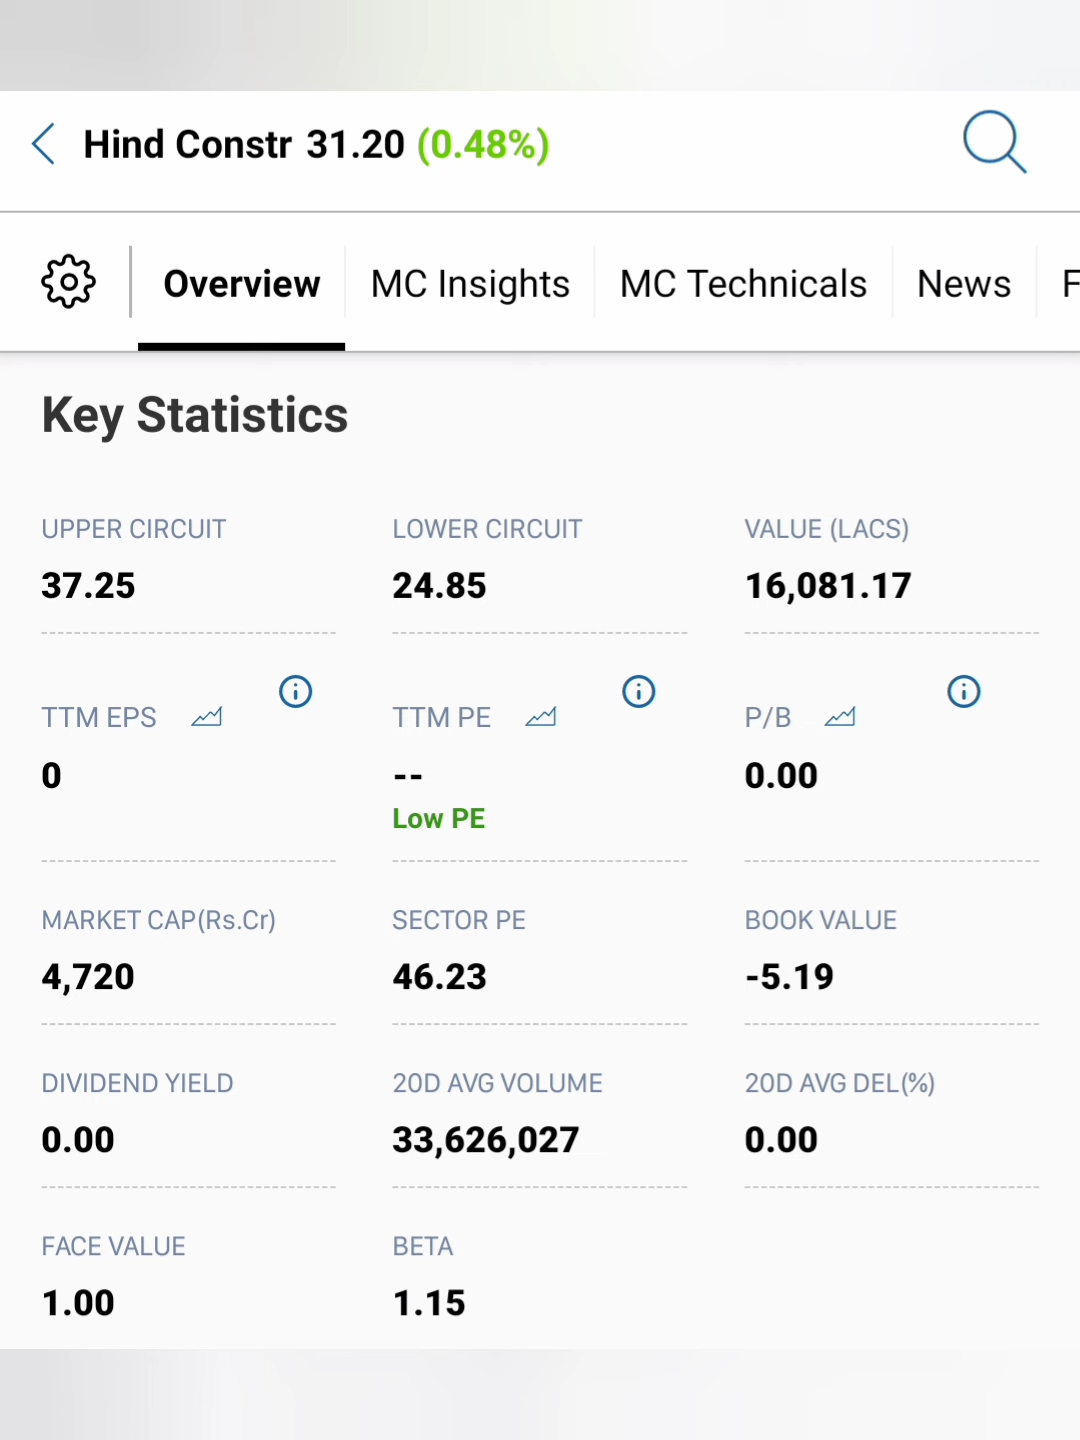 Hind Constr 31.20 (0.48%)
Overview MC Insights MC Technicals News F
Key Statistics
UPPER CIRCUIT LOWER CIRCUIT VALUE (LACS)
37.25 24.85 16,081.17
TTM EPS TTM PE P/B
0 -- 0.00
Low PE
MARKET CAP(Rs.Cr) SECTOR PE BOOK VALUE
4,720 46.23 -5.19
DIVIDEND YIELD 20D AVG VOLUME 20D AVG DEL(%)
0.00 33,626,027 0.00
FACE VALUE BETA
1.00 1.15